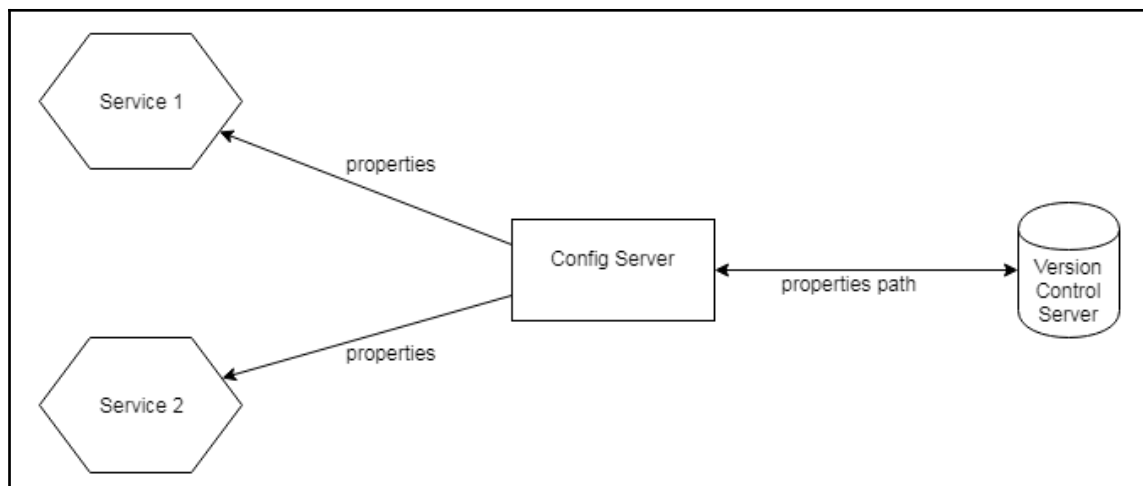 Service 1
properties
Config Server
properties path
Version
Control
Server
properties
Service 2